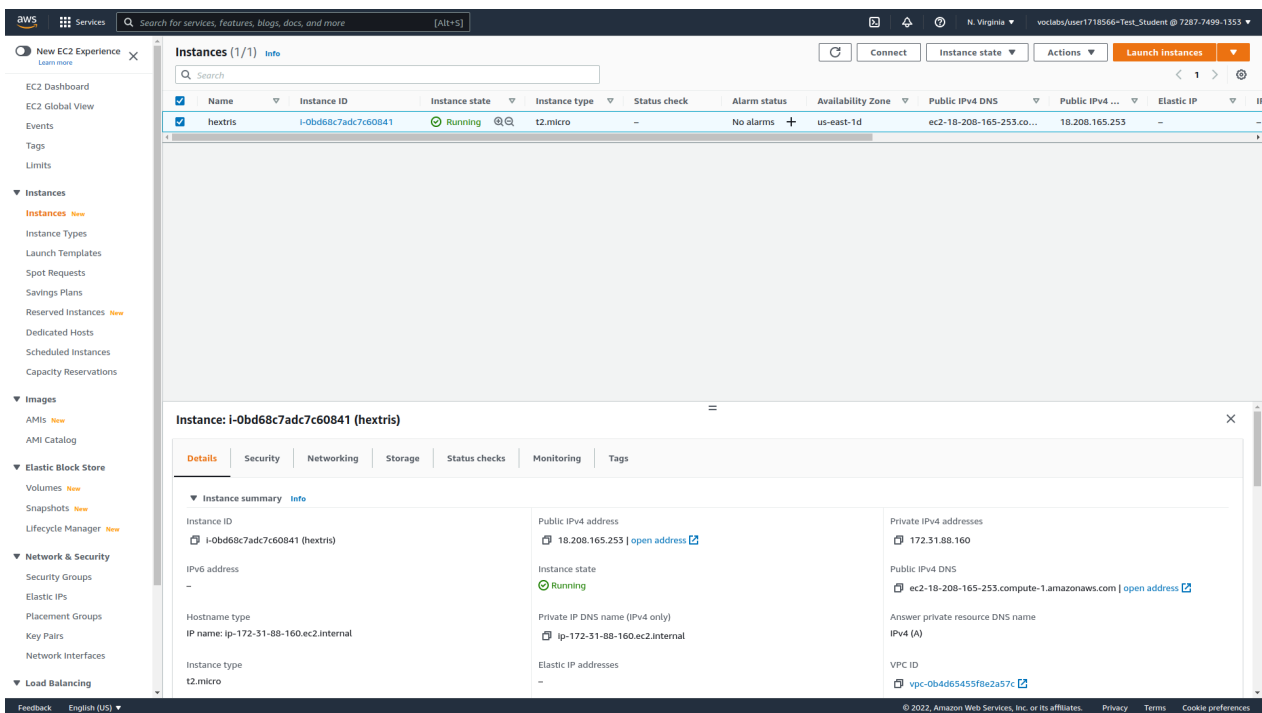 aws Services Search for services, features, blogs, docs, and more [Alt+S] N. Virginia ▼ voclabs/user1718566=Test_Student @ 7287-7499-1353 ▼
New EC2 Experience
Learn more
EC2 Dashboard
EC2 Global View
Events
Tags
Limits
Instances
Instances New
Instance Types
Launch Templates
Spot Requests
Savings Plans
Reserved Instances New
Dedicated Hosts
Scheduled Instances
Capacity Reservations
Images
AMIs New
AMI Catalog
Elastic Block Store
Volumes New
Snapshots New
Lifecycle Manager New
Network & Security
Security Groups
Elastic IPs
Placement Groups
Key Pairs
Network Interfaces
Load Balancing
Instances (1/1) Info
Connect Instance state ▼ Actions ▼ Launch instances ▼
Search
< 1 >
Name Instance ID Instance state Instance type Status check Alarm status Availability Zone Public IPv4 DNS Public IPv4 ... Elastic IP
hextris i-0bd68c7adc7c60841 Running t2.micro – No alarms + us-east-1d ec2-18-208-165-253.co... 18.208.165.253 – –
Instance: i-0bd68c7adc7c60841 (hextris)
Details Security Networking Storage Status checks Monitoring Tags
Instance summary Info
Instance ID
i-0bd68c7adc7c60841 (hextris)
Public IPv4 address
18.208.165.253 | open address
Private IPv4 addresses
172.31.88.160
IPv6 address
–
Instance state
Running
Public IPv4 DNS
ec2-18-208-165-253.compute-1.amazonaws.com | open address
Hostname type
IP name: ip-172-31-88-160.ec2.internal
Private IP DNS name (IPv4 only)
ip-172-31-88-160.ec2.internal
Answer private resource DNS name
IPv4 (A)
Instance type
t2.micro
Elastic IP addresses
–
VPC ID
vpc-0b4d65455f8e2a57c
Feedback English (US) ▼ © 2022, Amazon Web Services, Inc. or its affiliates. Privacy Terms Cookie preferences